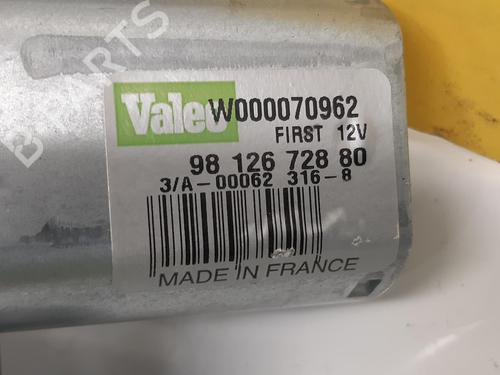 Valeo W000070962
FIRST 12V
98 126 728 80
3/A-00062 316-8
MADE IN FRANCE